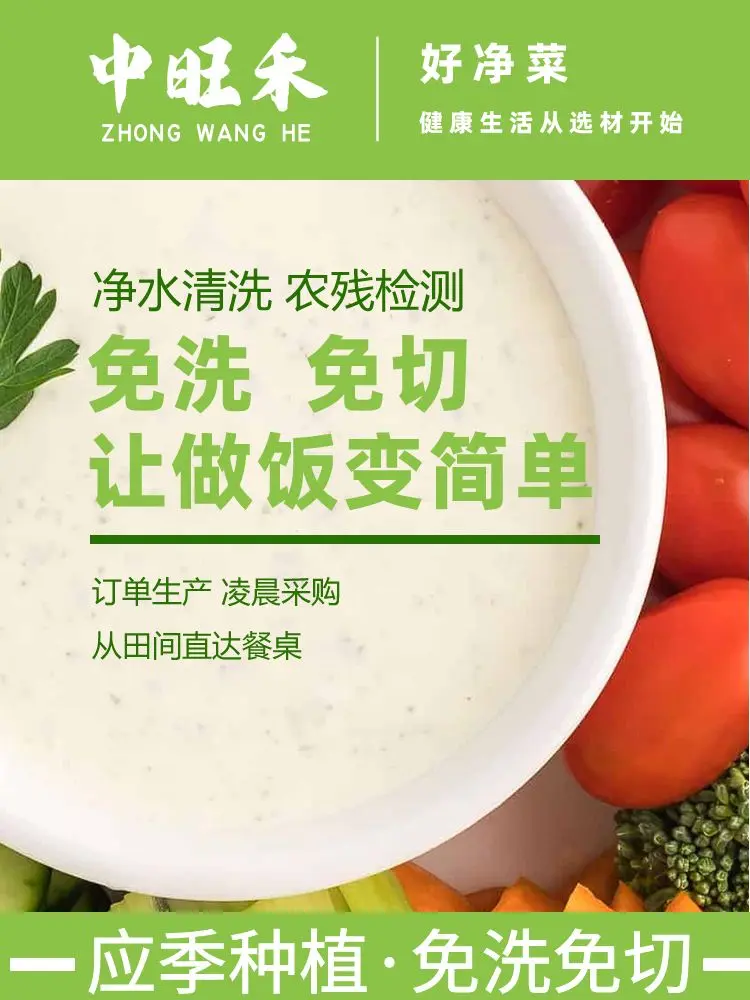 中旺禾
ZHONG WANG HE
好净菜
健康生活从选材开始
净水清洗 农残检测
免洗 免切
让做饭变简单
订单生产 凌晨采购
从田间直达餐桌
应季种植·免洗免切